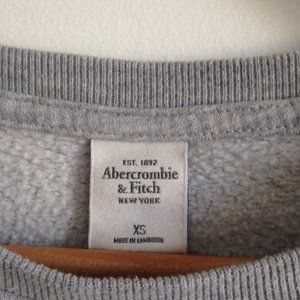 EST. 1892
Abercrombie
& Fitch
NEW YORK
XS
MADE IN CAMBODIA